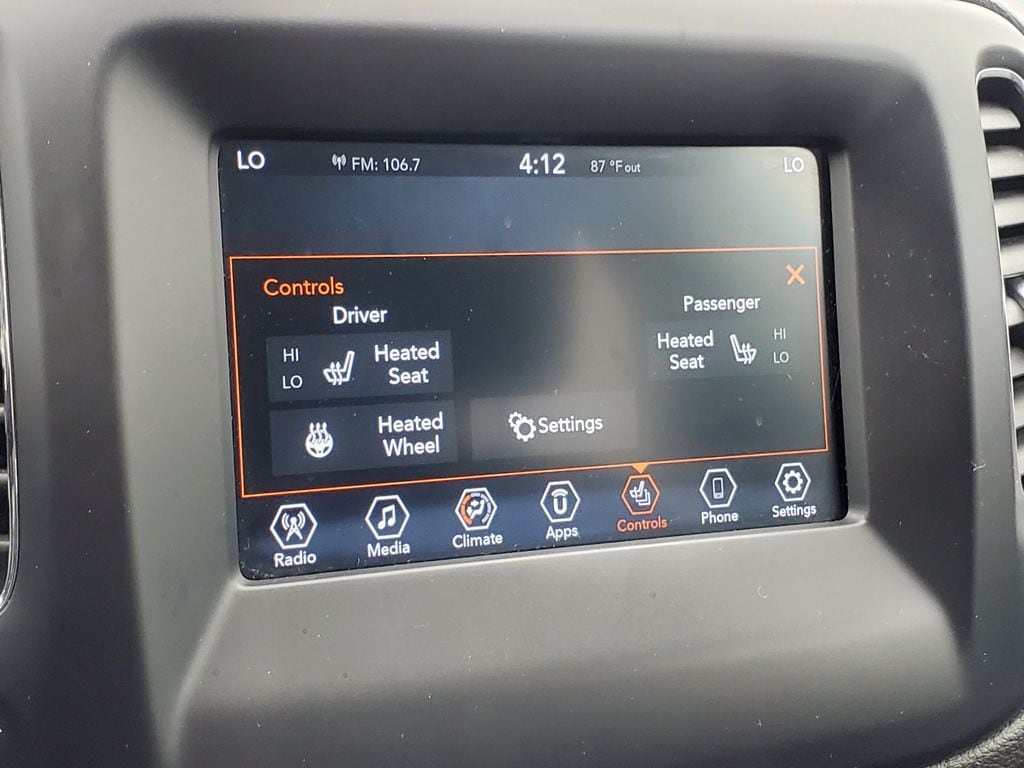 LO FM: 106.7 4:12 87 °F out LO
Controls
Driver
Passenger
HI
LO
Heated
Seat
Heated
Seat
HI
LO
Heated
Wheel
Settings
Radio Media Climate Apps Controls Phone Settings